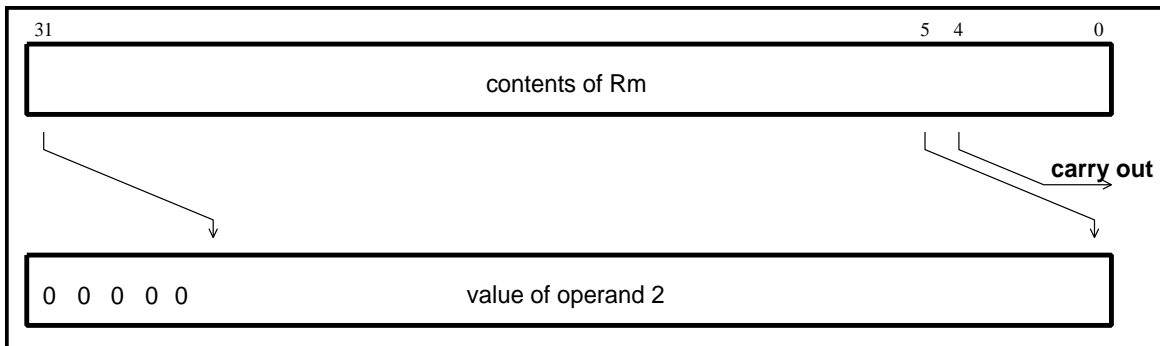 31 5 4 0
contents of Rm
carry out
0 0 0 0 0 value of operand 2